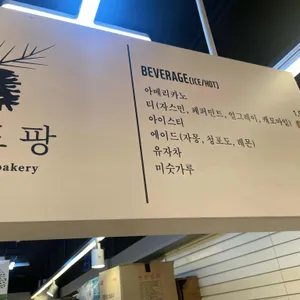 BEVERAGE(ICE/HOT)
아메리카노
티(자스민, 페퍼민트, 얼그레이, 캐모마일)
아이스티
에이드(자몽, 청포도, 레몬)
유자차
미숫가루
팡
bakery